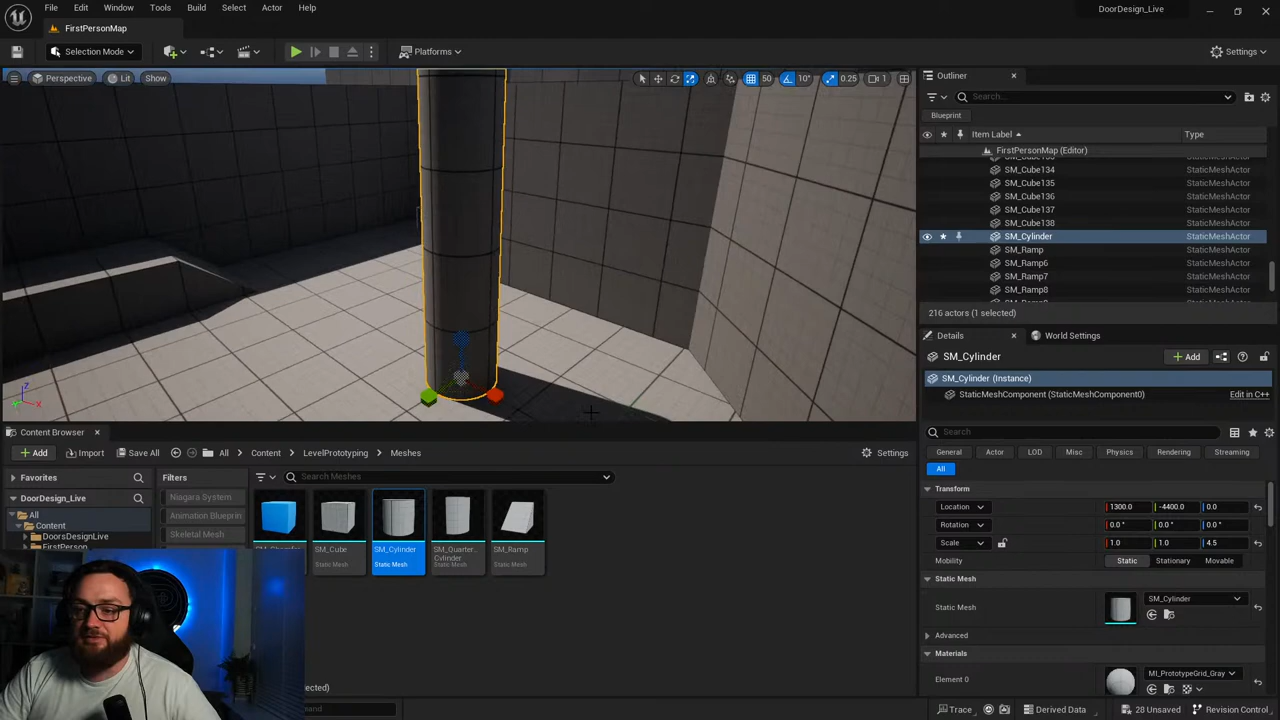 File Edit Window Tools Build Select Actor Help
DoorDesign_Live
FirstPersonMap
Selection Mode
Platforms
Settings
Perspective Lit Show
50 10° 0.25 1
Outliner
Search...
Blueprint
Item Label Type
FirstPersonMap (Editor)
SM_Cube134 StaticMeshActor
SM_Cube135 StaticMeshActor
SM_Cube136 StaticMeshActor
SM_Cube137 StaticMeshActor
SM_Cube138 StaticMeshActor
SM_Cylinder StaticMeshActor
SM_Ramp StaticMeshActor
SM_Ramp6 StaticMeshActor
SM_Ramp7 StaticMeshActor
SM_Ramp8 StaticMeshActor
216 actors (1 selected)
Details World Settings
SM_Cylinder
Add
SM_Cylinder (Instance)
StaticMeshComponent (StaticMeshComponent0) Edit in C++
Search
General Actor LOD Misc Physics Rendering Streaming
All
Transform
Location 1300.0 -4400.0 0.0
Rotation 0.0 ° 0.0 ° 0.0 °
Scale 1.0 1.0 4.5
Mobility Static Stationary Movable
Static Mesh
Static Mesh SM_Cylinder
Advanced
Materials
Element 0 MI_PrototypeGrid_Gray
Z
X
Content Browser
Add Import Save All All Content LevelPrototyping Meshes Settings
Favorites
Filters
Search Meshes
DoorDesign_Live
All
Content
DoorsDesignLive
FirstPerson
Niagara System
Animation Blueprin
Skeletal Mesh
SM_Cube
Static Mesh
SM_Cylinder
Static Mesh
SM_Quarter...
Cylinder
Static Mesh
SM_Ramp
Static Mesh
Trace Derived Data 28 Unsaved Revision Control